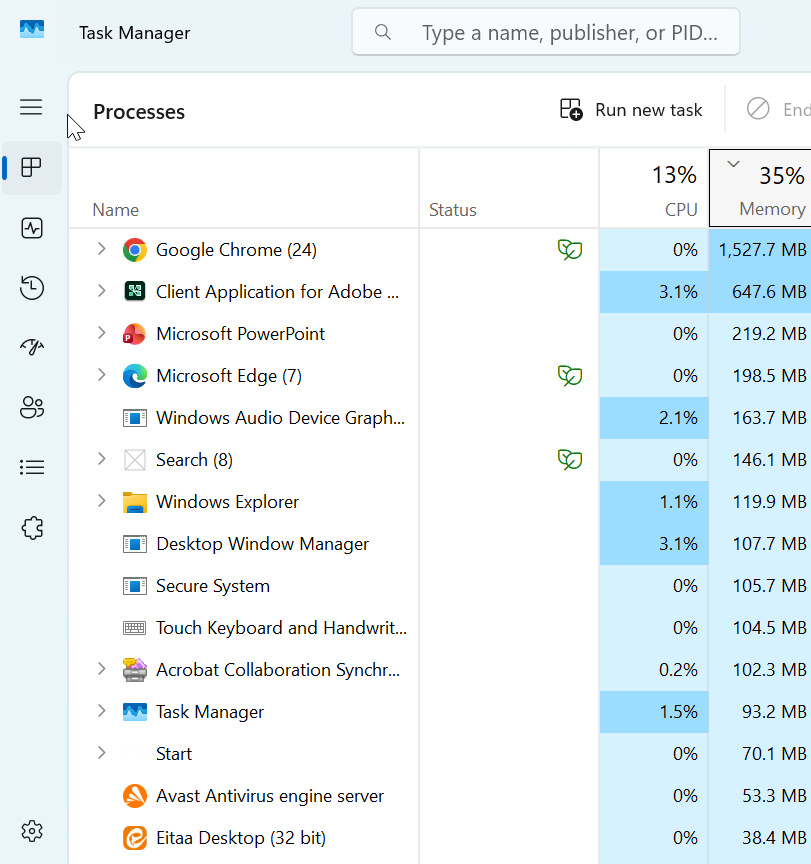 Task Manager
Type a name, publisher, or PID...
Processes
Run new task
End
13% 35%
Name Status CPU Memory
Google Chrome (24) 0% 1,527.7 MB
Client Application for Adobe ... 3.1% 647.6 MB
Microsoft PowerPoint 0% 219.2 MB
Microsoft Edge (7) 0% 198.5 MB
Windows Audio Device Graph... 2.1% 163.7 MB
Search (8) 0% 146.1 MB
Windows Explorer 1.1% 119.9 MB
Desktop Window Manager 3.1% 107.7 MB
Secure System 0% 105.7 MB
Touch Keyboard and Handwrit... 0% 104.5 MB
Acrobat Collaboration Synchr... 0.2% 102.3 MB
Task Manager 1.5% 93.2 MB
Start 0% 70.1 MB
Avast Antivirus engine server 0% 53.3 MB
Eitaa Desktop (32 bit) 0% 38.4 MB